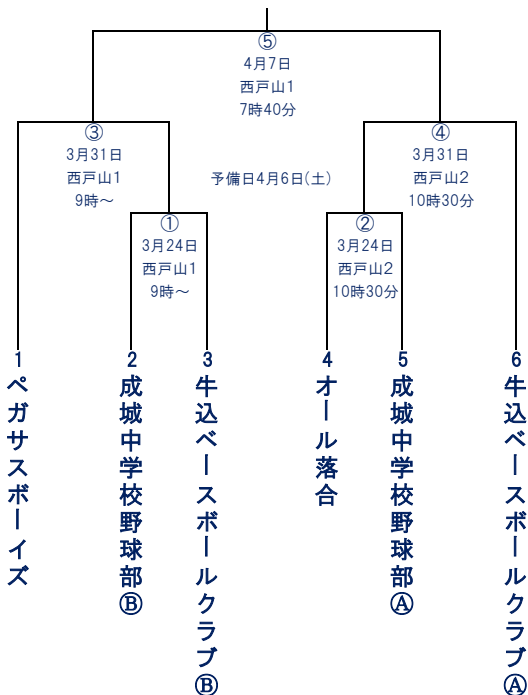 ⑤
4月7日
西戸山1
7時40分
③
3月31日
西戸山1
9時～
④
3月31日
西戸山2
10時30分
予備日4月6日(土)
①
3月24日
西戸山1
9時～
②
3月24日
西戸山2
10時30分
1 ペガサスボーイズ
2 成城中学校野球部Ⓑ
3 牛込ベースボールクラブⒷ
4 オール落合
5 成城中学校野球部Ⓐ
6 牛込ベースボールクラブⒶ